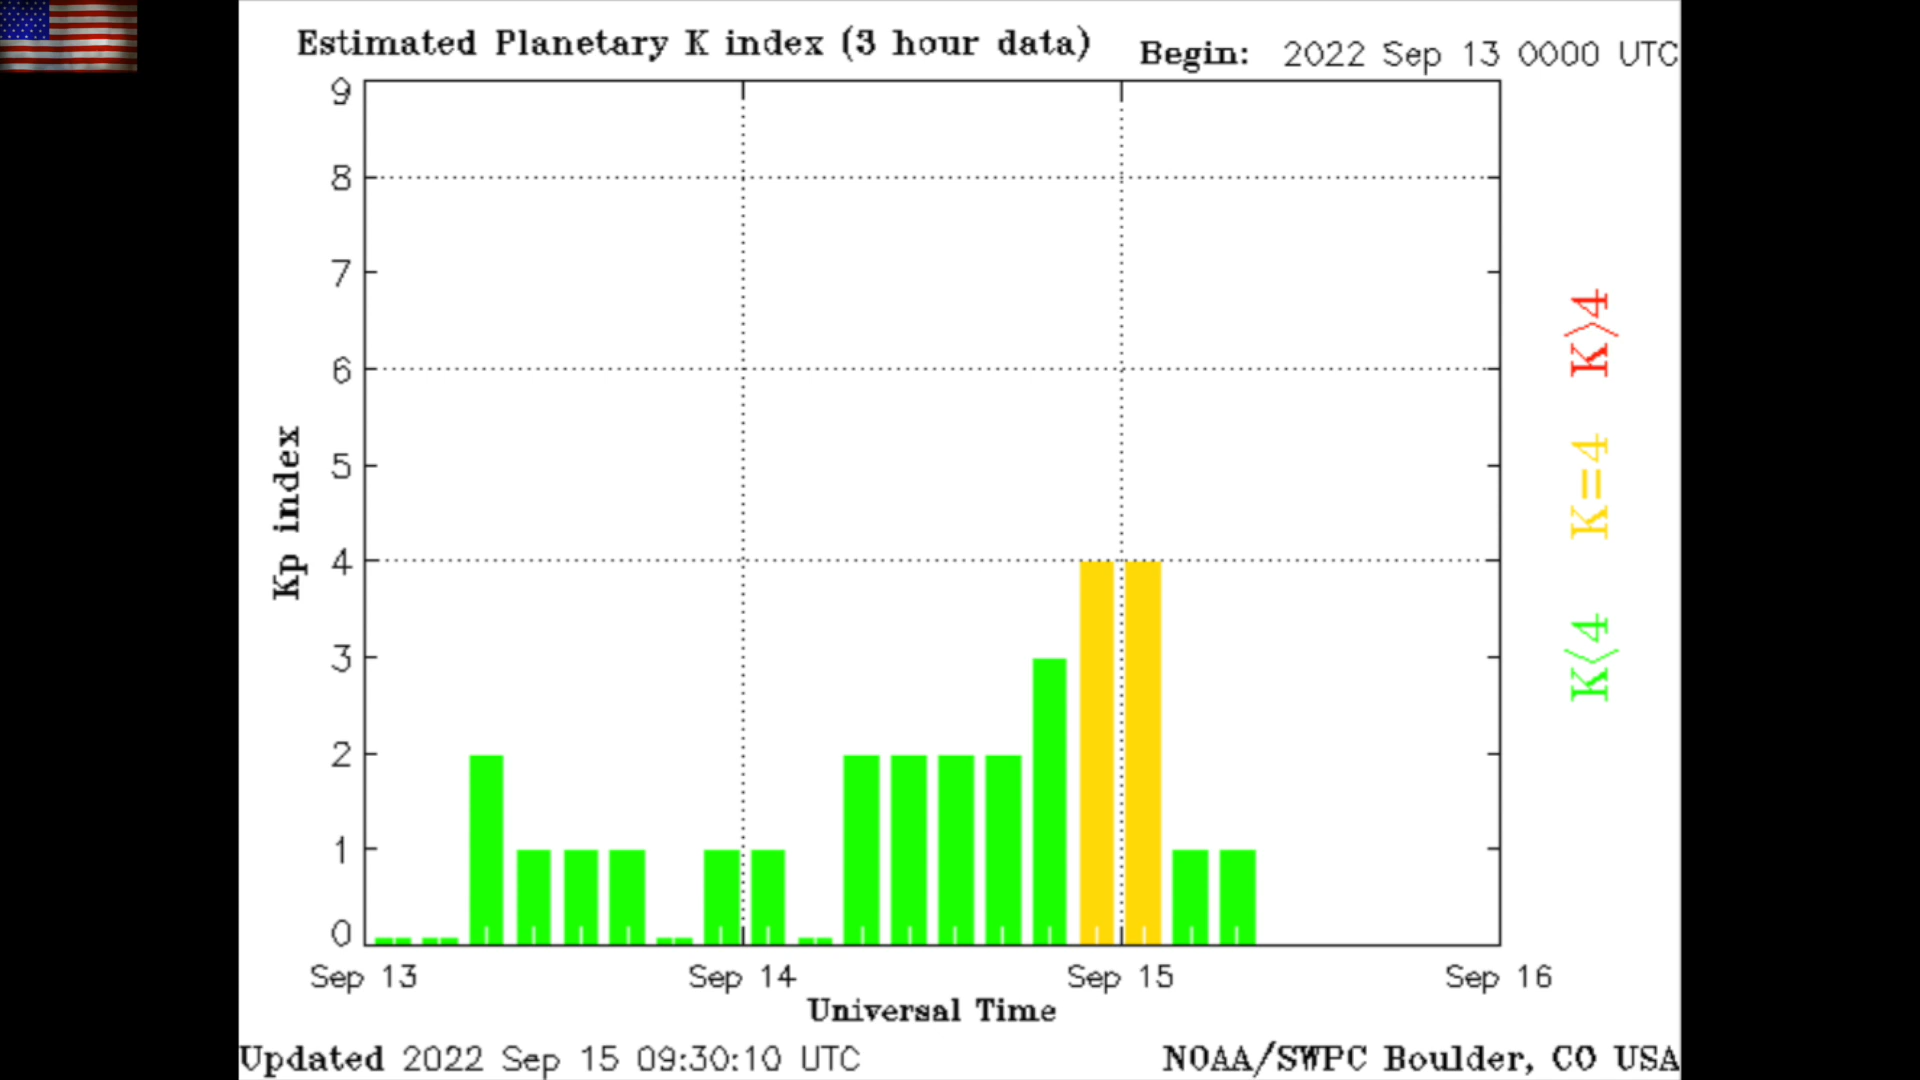 Estimated Planetary K index (3 hour data)
Begin: 2022 Sep 13 0000 UTC
9
8
7
6
5
4
3
2
1
0
Kp index
K>4
K=4
K<4
Sep 13
Sep 14
Sep 15
Sep 16
Universal Time
Updated 2022 Sep 15 09:30:10 UTC
NOAA/SWPC Boulder, CO USA